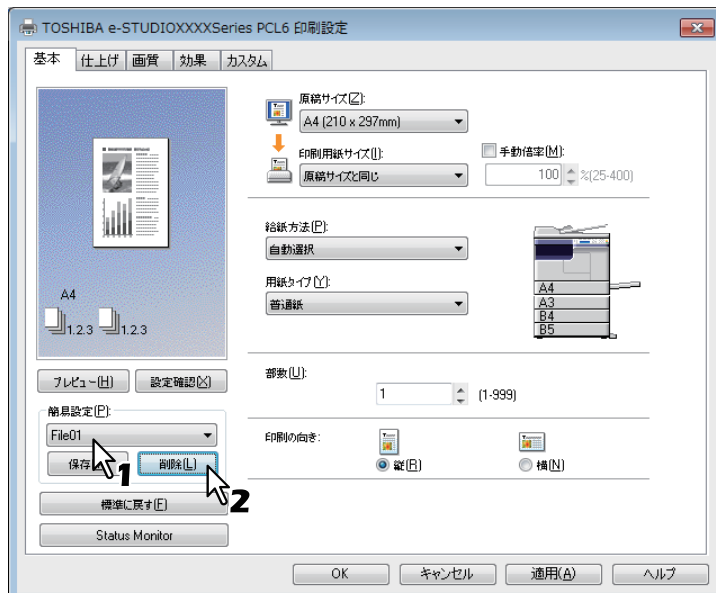 TOSHIBA e-STUDIOXXXXSeries PCL6 印刷設定
基本 仕上げ 画質 効果 カスタム
A4
1.2.3 1.2.3
プレビュー(H) 設定確認(X)
簡易設定(P):
File01
保存 削除(L)
1 2
標準に戻す(F)
Status Monitor
原稿サイズ(Z):
A4 (210 x 297mm)
印刷用紙サイズ(I): 手動倍率(M):
原稿サイズと同じ 100 %(25-400)
給紙方法(P):
自動選択
用紙タイプ(Y):
普通紙
A4
A3
B4
B5
部数(U):
1 (1-999)
印刷の向き:
縦(R) 横(N)
OK キャンセル 適用(A) ヘルプ